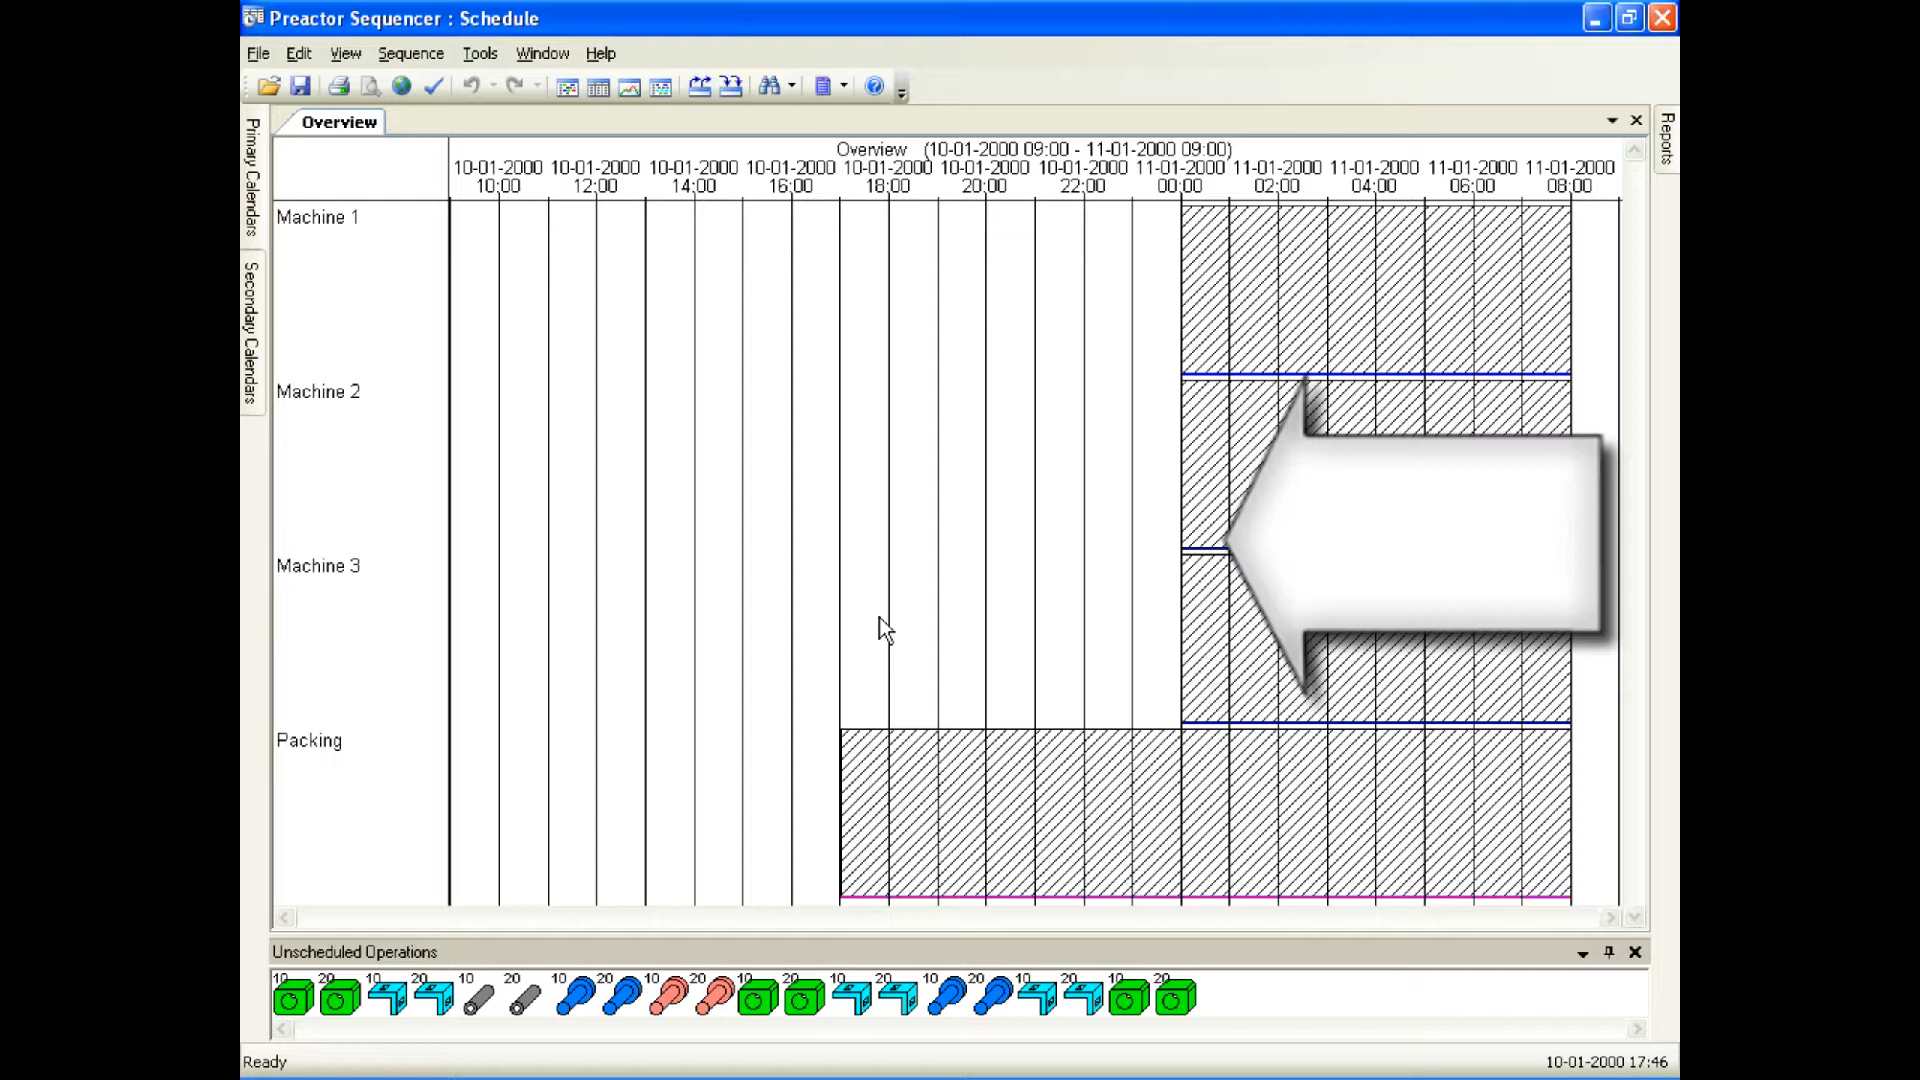 Preactor Sequencer : Schedule
File Edit View Sequence Tools Window Help
Primary Calendars
Secondary Calendars
Reports
Overview
Overview (10-01-2000 09:00 - 11-01-2000 09:00)
10-01-2000 10-01-2000 10-01-2000 10-01-2000 10-01-2000 10-01-2000 10-01-2000 11-01-2000 11-01-2000 11-01-2000 11-01-2000 11-01-2000
10:00 12:00 14:00 16:00 18:00 20:00 22:00 00:00 02:00 04:00 06:00 08:00
Machine 1
Machine 2
Machine 3
Packing
Unscheduled Operations
10 20 10 20 10 20 10 20 10 20 10 20 10 20 10 20 10 20 10 20
Ready
10-01-2000 17:46